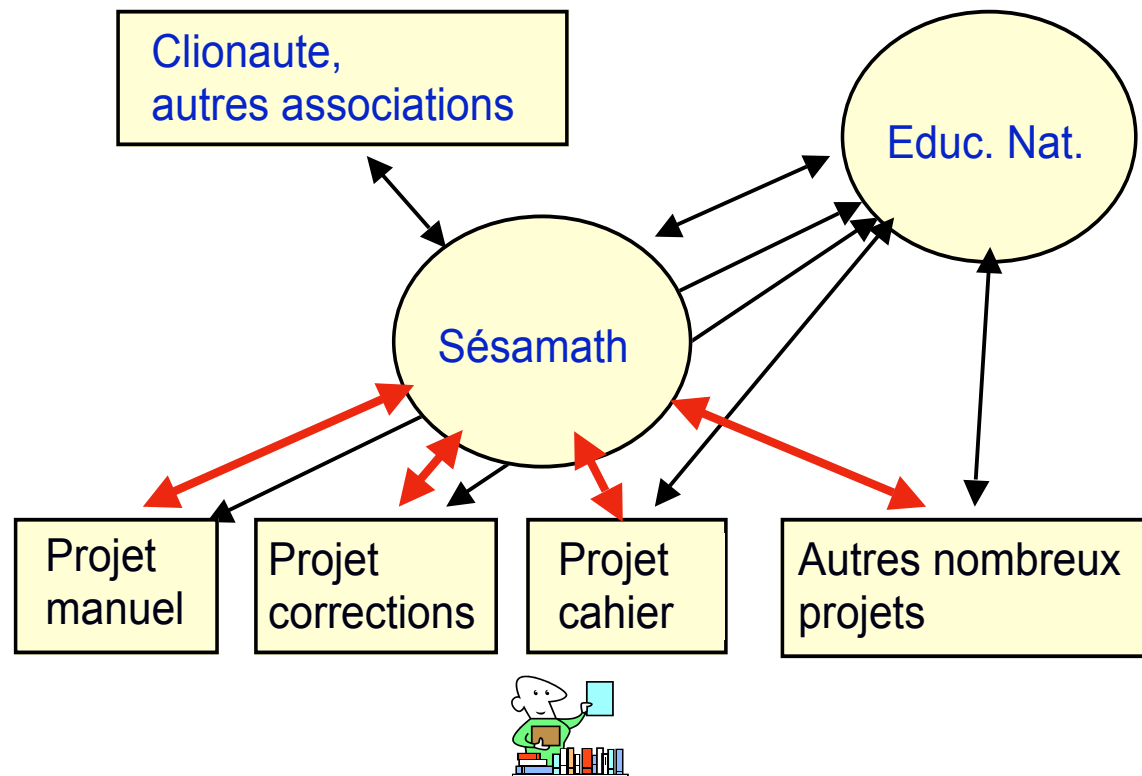 Clionaute,
autres associations
Educ. Nat.
Sésamath
Projet
manuel
Projet
corrections
Projet
cahier
Autres nombreux
projets